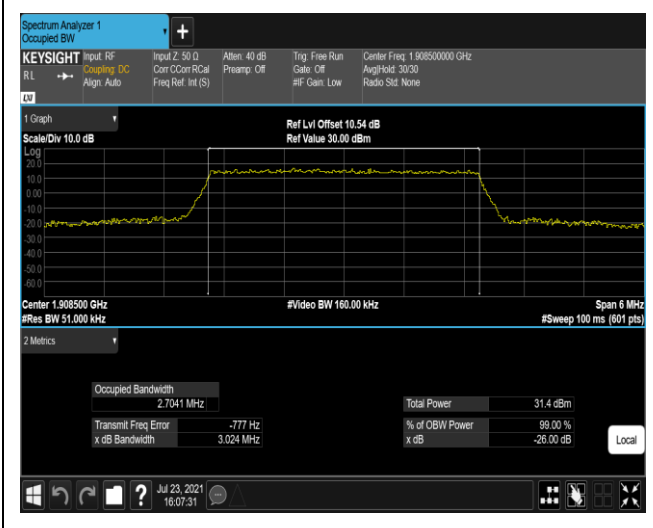 Spectrum Analyzer 1
Occupied BW
+
KEYSIGHT
RL
LXI
Input: RF
Coupling: DC
Align: Auto
Input Z: 50 Ω
Corr CCorr RCal
Freq Ref: Int (S)
Atten: 40 dB
Preamp: Off
Trig: Free Run
Gate: Off
#IF Gain: Low
Center Freq: 1.908500000 GHz
Avg|Hold: 30/30
Radio Std: None
1 Graph
Scale/Div 10.0 dB
Ref Lvl Offset 10.54 dB
Ref Value 30.00 dBm
Log
20.0
10.0
0.00
-10.0
-20.0
-30.0
-40.0
-50.0
-60.0
Center 1.908500 GHz
#Video BW 160.00 kHz
Span 6 MHz
#Res BW 51.000 kHz
#Sweep 100 ms (601 pts)
2 Metrics
Occupied Bandwidth
2.7041 MHz
Total Power 31.4 dBm
Transmit Freq Error -777 Hz
% of OBW Power 99.00 %
x dB Bandwidth 3.024 MHz
x dB -26.00 dB
Local
?
Jul 23, 2021
16:07:31